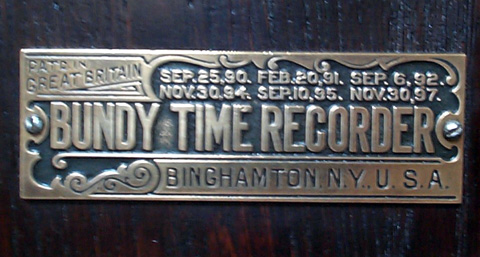 PAT'D IN
GREAT BRITAIN
SEP.25,90. FEB.20,91. SEP.6,92.
NOV.30,94. SEP.10,95. NOV.30,97.
BUNDY TIME RECORDER
BINGHAMTON, N.Y., U.S.A.